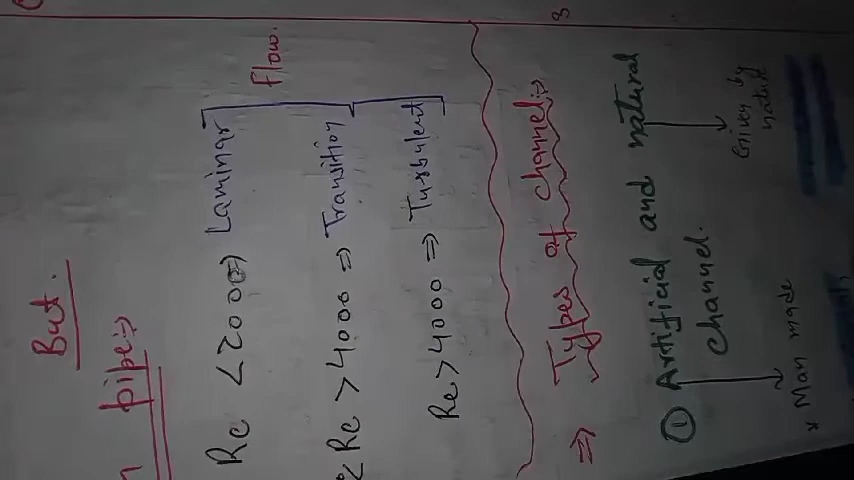 But.
pipe :-
Re < 2000 ⇒ Laminar
< Re > 4000 ⇒ Transition
Re > 4000 ⇒ Turbulent
flow.
⇒ Types of channel :-
① Artificial and natural
channel.
Given by
nature
* Man made